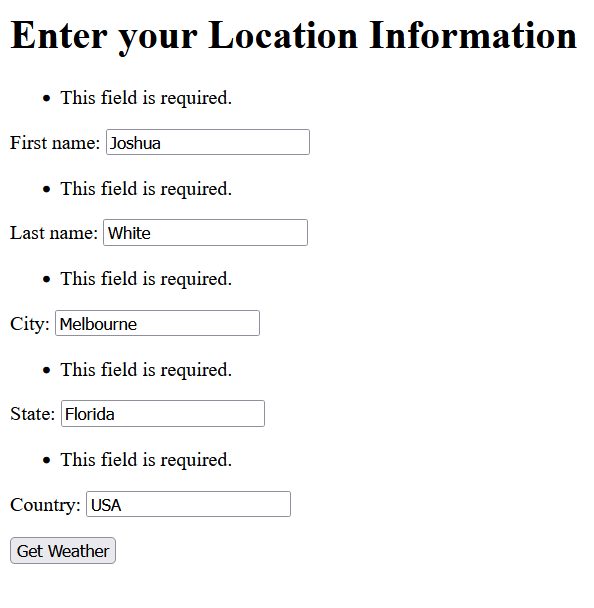 Enter your Location Information
• This field is required.
First name: Joshua
• This field is required.
Last name: White
• This field is required.
City: Melbourne
• This field is required.
State: Florida
• This field is required.
Country: USA
Get Weather